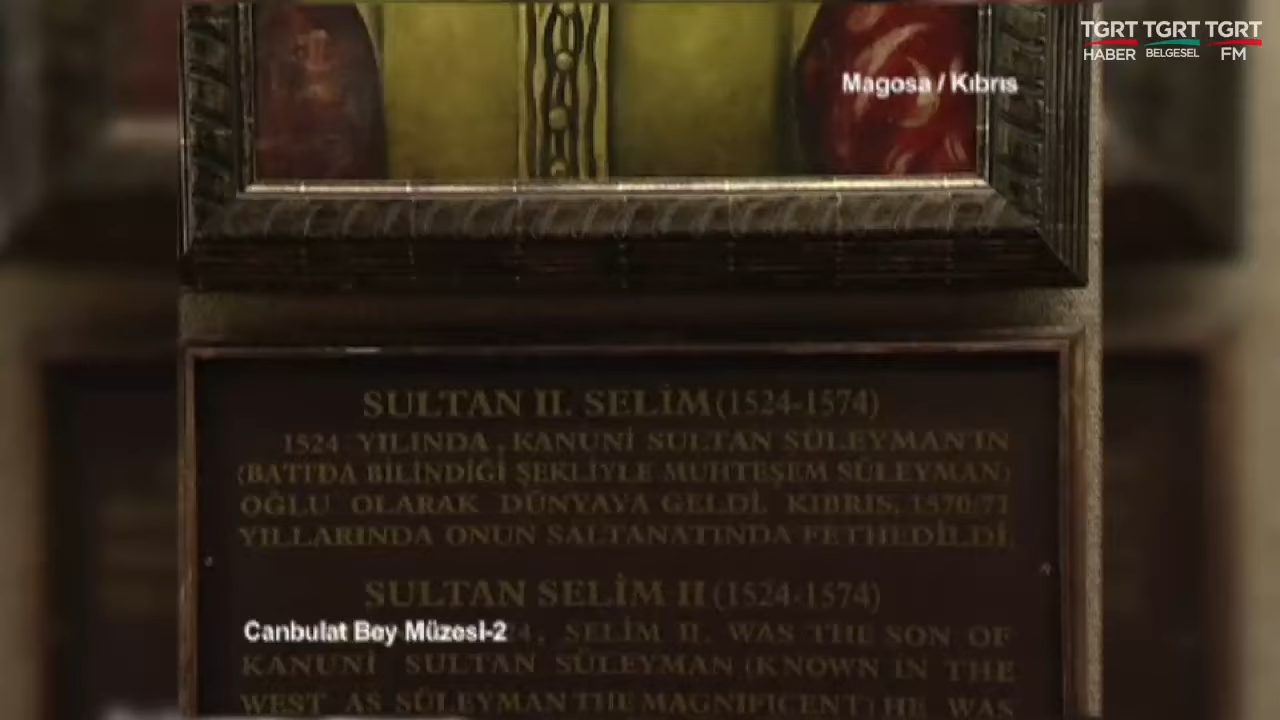 TGRT TGRT TGRT
HABER BELGESEL FM
Magosa / Kıbrıs
SULTAN II. SELİM (1524-1574)
1524 YILINDA, KANUNİ SULTAN SÜLEYMAN'IN
(BATI'DA BİLİNDİĞİ ŞEKLİYLE MUHTEŞEM SÜLEYMAN)
OĞLU OLARAK DÜNYAYA GELDİ. KIBRIS, 1570/71
YILLARINDA ONUN SALTANATINDA FETHEDİLDİ.
SULTAN SELİM II (1524-1574)
Canbulat Bey Müzesi-2
4, SELİM II. WAS THE SON OF
KANUNİ SULTAN SÜLEYMAN (KNOWN IN THE
WEST AS SÜLEYMAN THE MAGNIFICENT) HE WAS